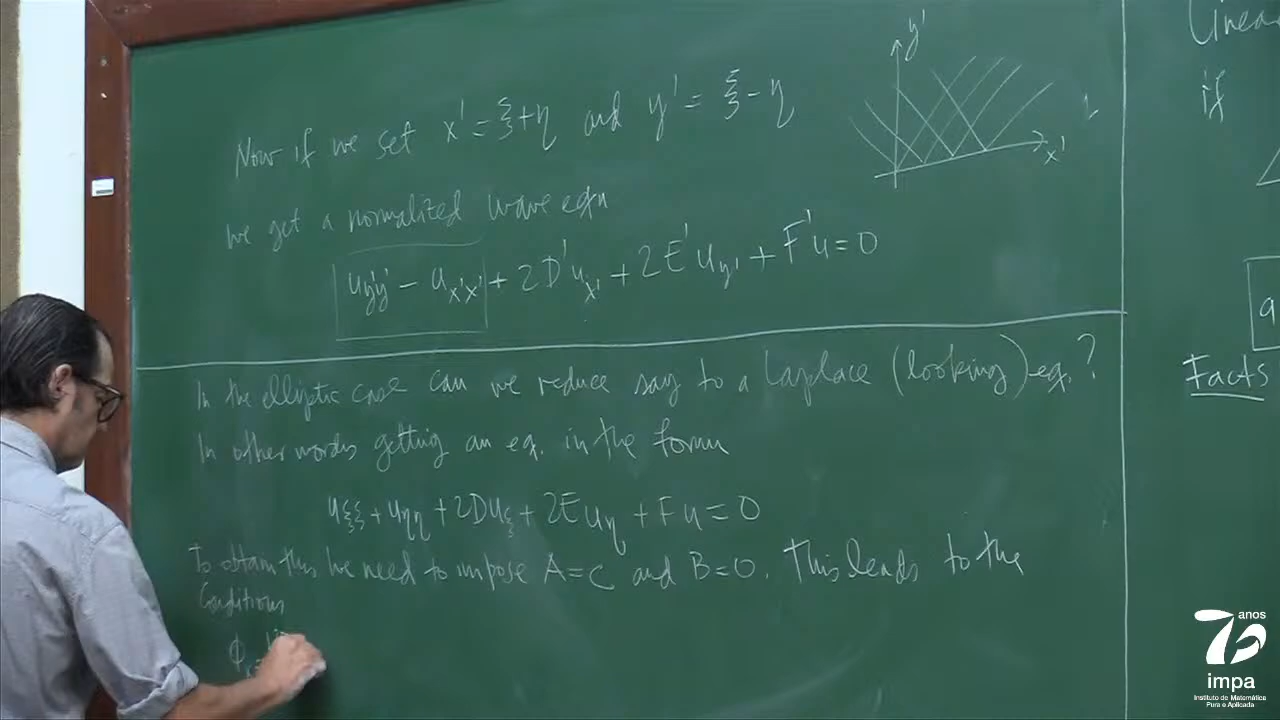 Now if we set x' = ξ+η and y' = ξ-η
we get a normalized wave eqn
u_{y'y'} - u_{x'x'} + 2D'u_{x'} + 2E'u_{y'} + F'u = 0
y'
x'
In the elliptic case can we reduce say to a Laplace (looking) eq.?
In other words getting an eq. in the form
u_{ξξ} + u_{ηη} + 2Du_ξ + 2Eu_η + Fu = 0
To obtain this we need to impose A=C and B=0. This leads to the
Conditions
ϕ
Linea
if
a
Facts
anos
impa
Instituto de Matemática
Pura e Aplicada